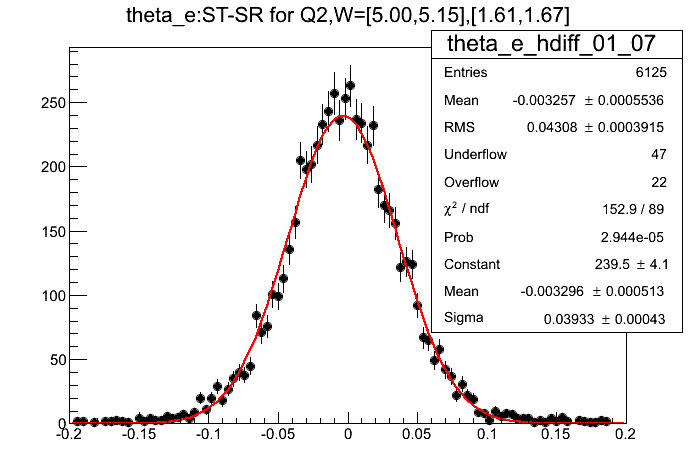 theta_e:ST-SR for Q2,W=[5.00,5.15],[1.61,1.67]
theta_e_hdiff_01_07
Entries 6125
Mean -0.003257 ± 0.0005536
RMS 0.04308 ± 0.0003915
Underflow 47
Overflow 22
χ² / ndf 152.9 / 89
Prob 2.944e-05
Constant 239.5 ± 4.1
Mean -0.003296 ± 0.000513
Sigma 0.03933 ± 0.00043
250
200
150
100
50
0
-0.2 -0.15 -0.1 -0.05 0 0.05 0.1 0.15 0.2